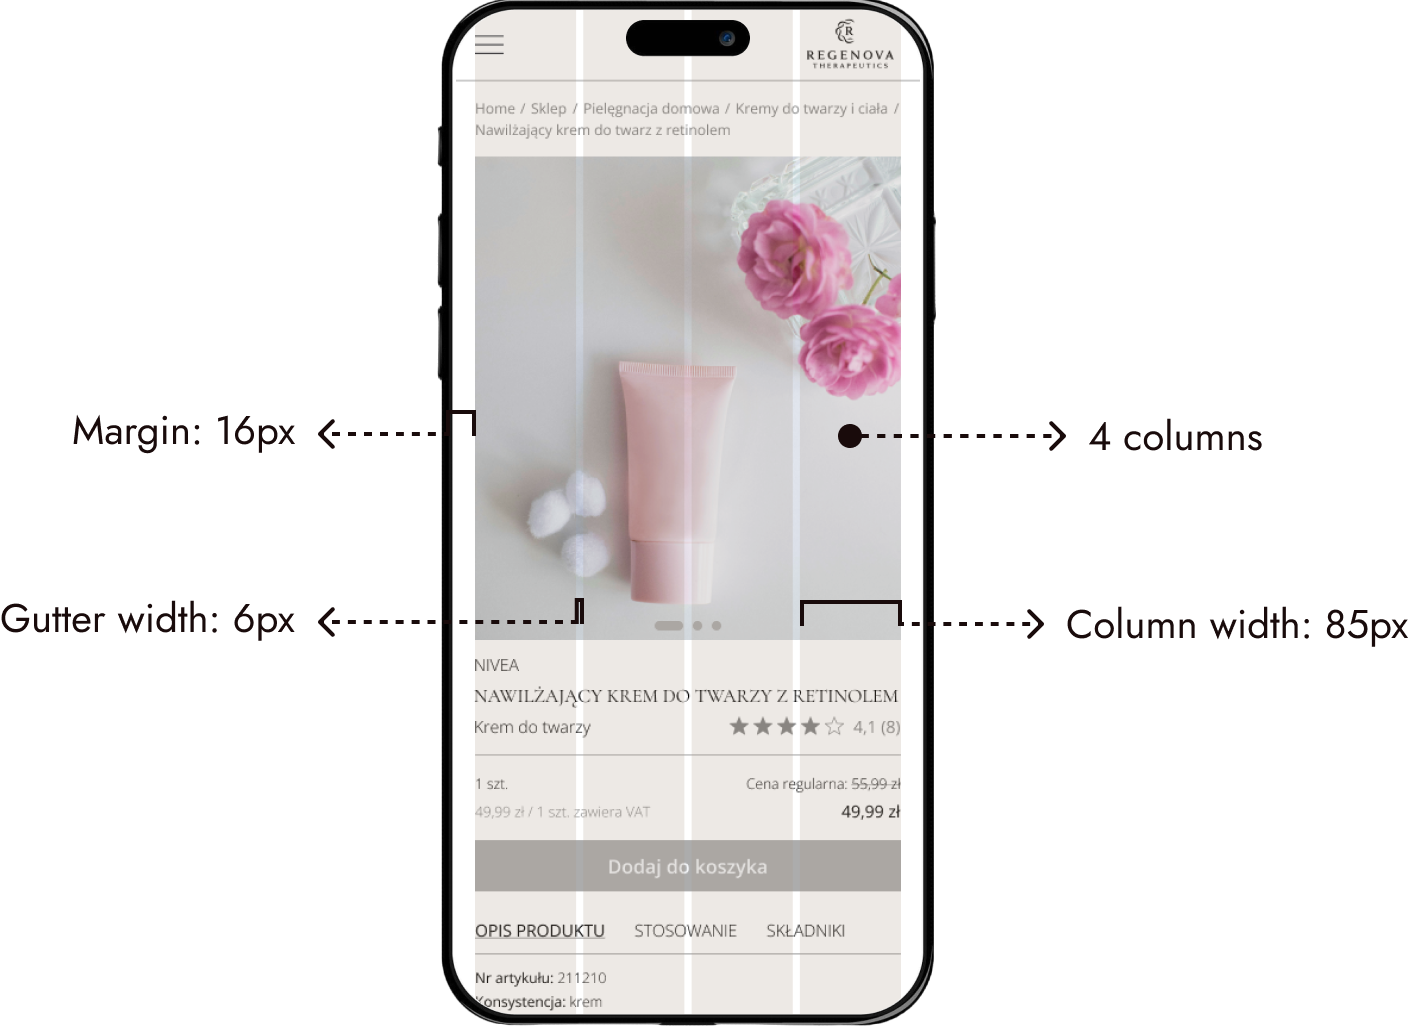 R
REGENOVA
THERAPEUTICS
Home / Sklep / Pielęgnacja domowa / Kremy do twarzy i ciała /
Nawilżający krem do twarz z retinolem
Margin: 16px
4 columns
Gutter width: 6px
Column width: 85px
NIVEA
NAWILŻAJĄCY KREM DO TWARZY Z RETINOLEM
Krem do twarzy 4,1 (8)
1 szt. Cena regularna: 55,99 zł
49,99 zł / 1 szt. zawiera VAT 49,99 zł
Dodaj do koszyka
OPIS PRODUKTU STOSOWANIE SKŁADNIKI
Nr artykułu: 211210
Konsystencja: krem